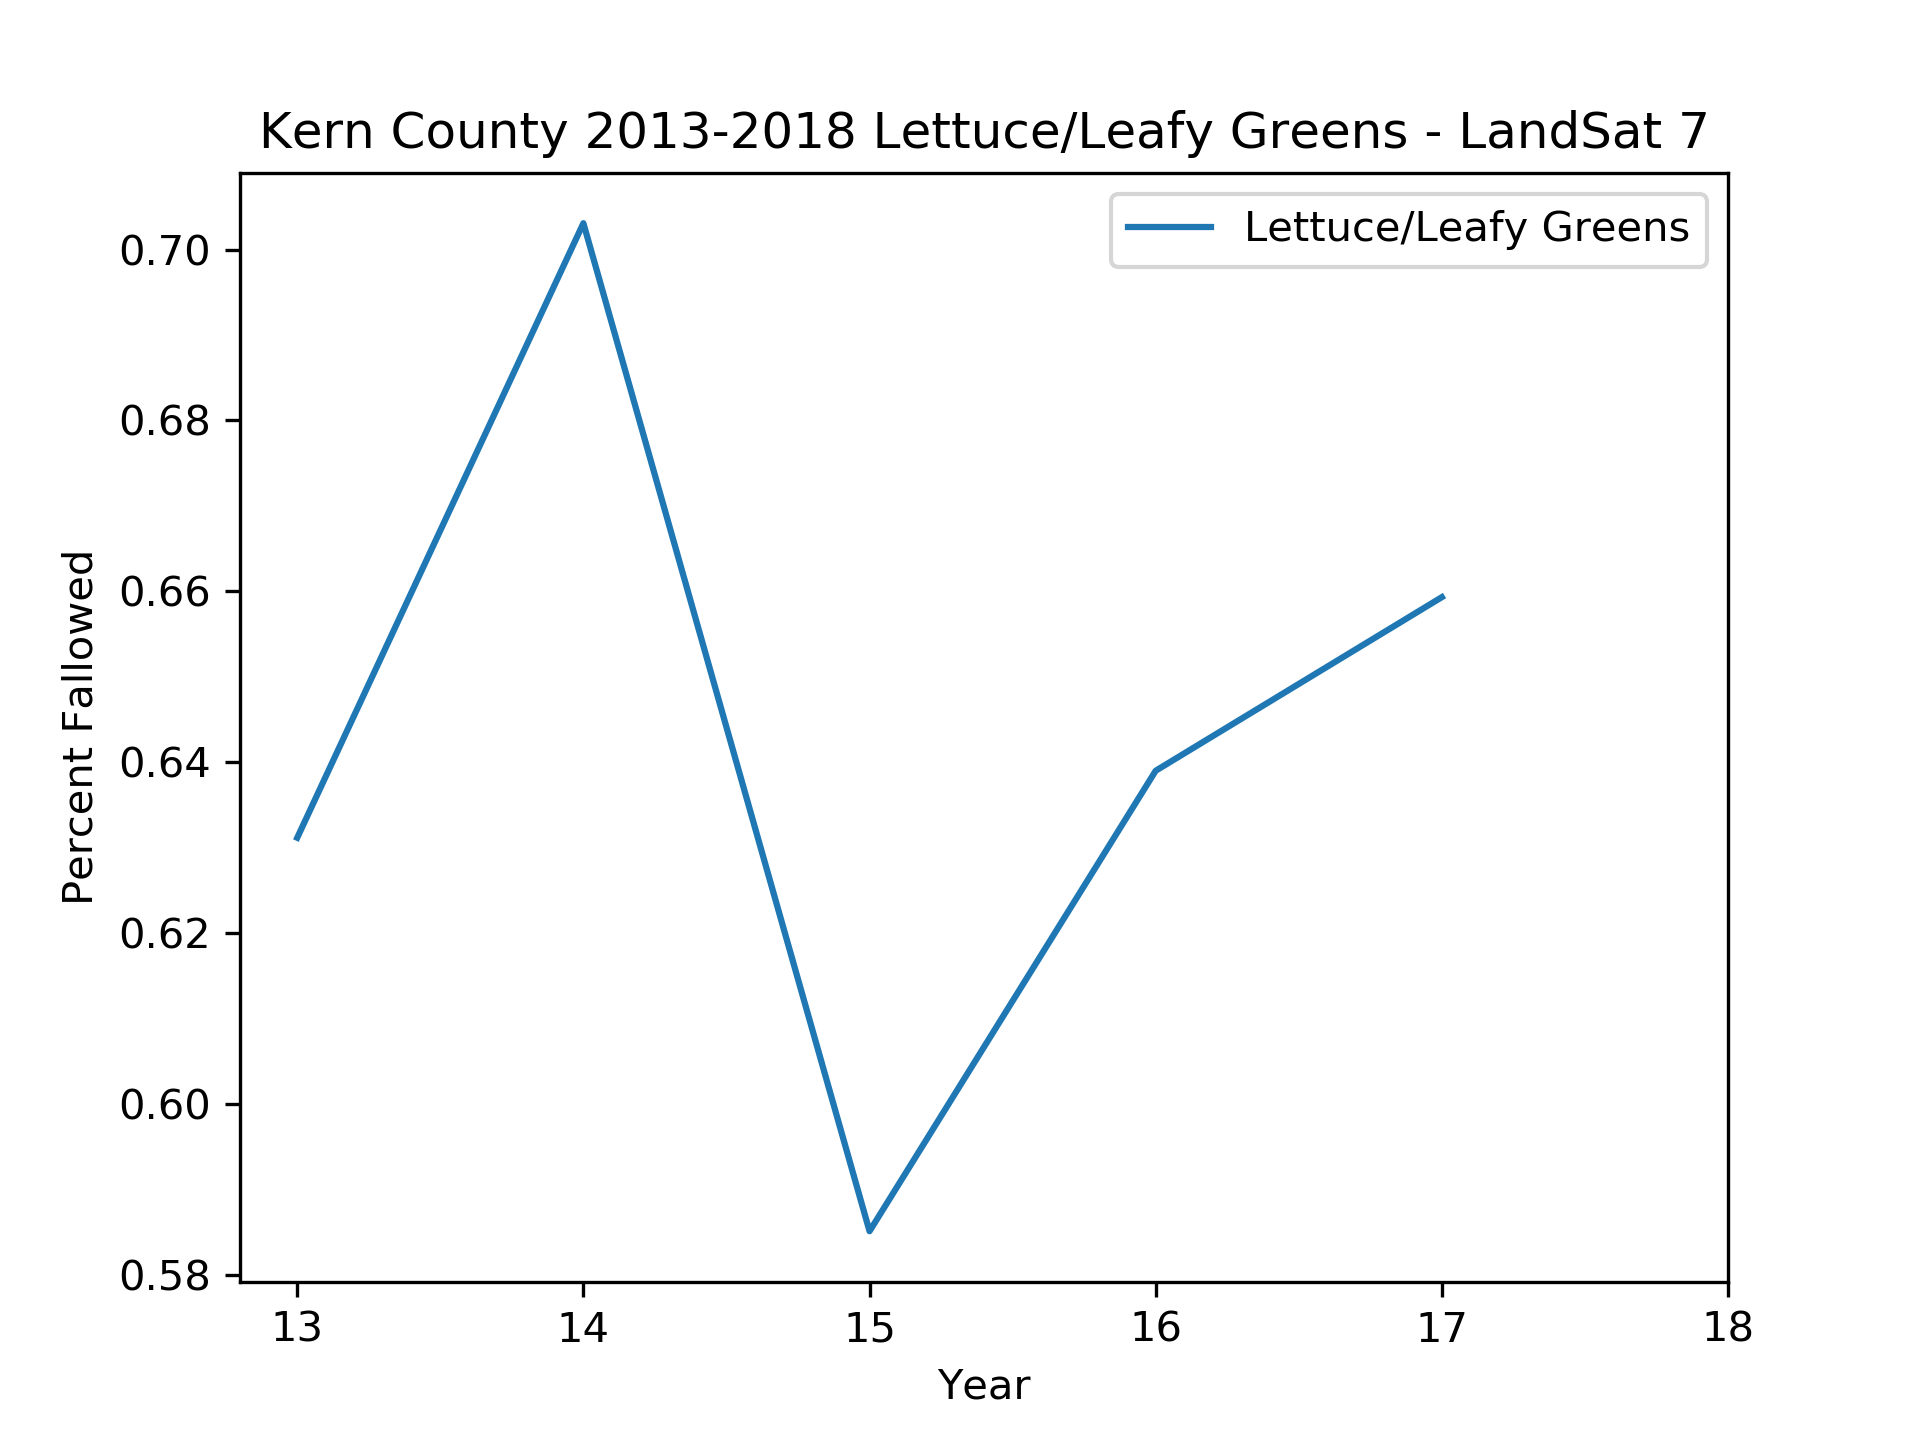 Kern County 2013-2018 Lettuce/Leafy Greens - LandSat 7
Lettuce/Leafy Greens
Percent Fallowed
0.70
0.68
0.66
0.64
0.62
0.60
0.58
13 14 15 16 17 18
Year